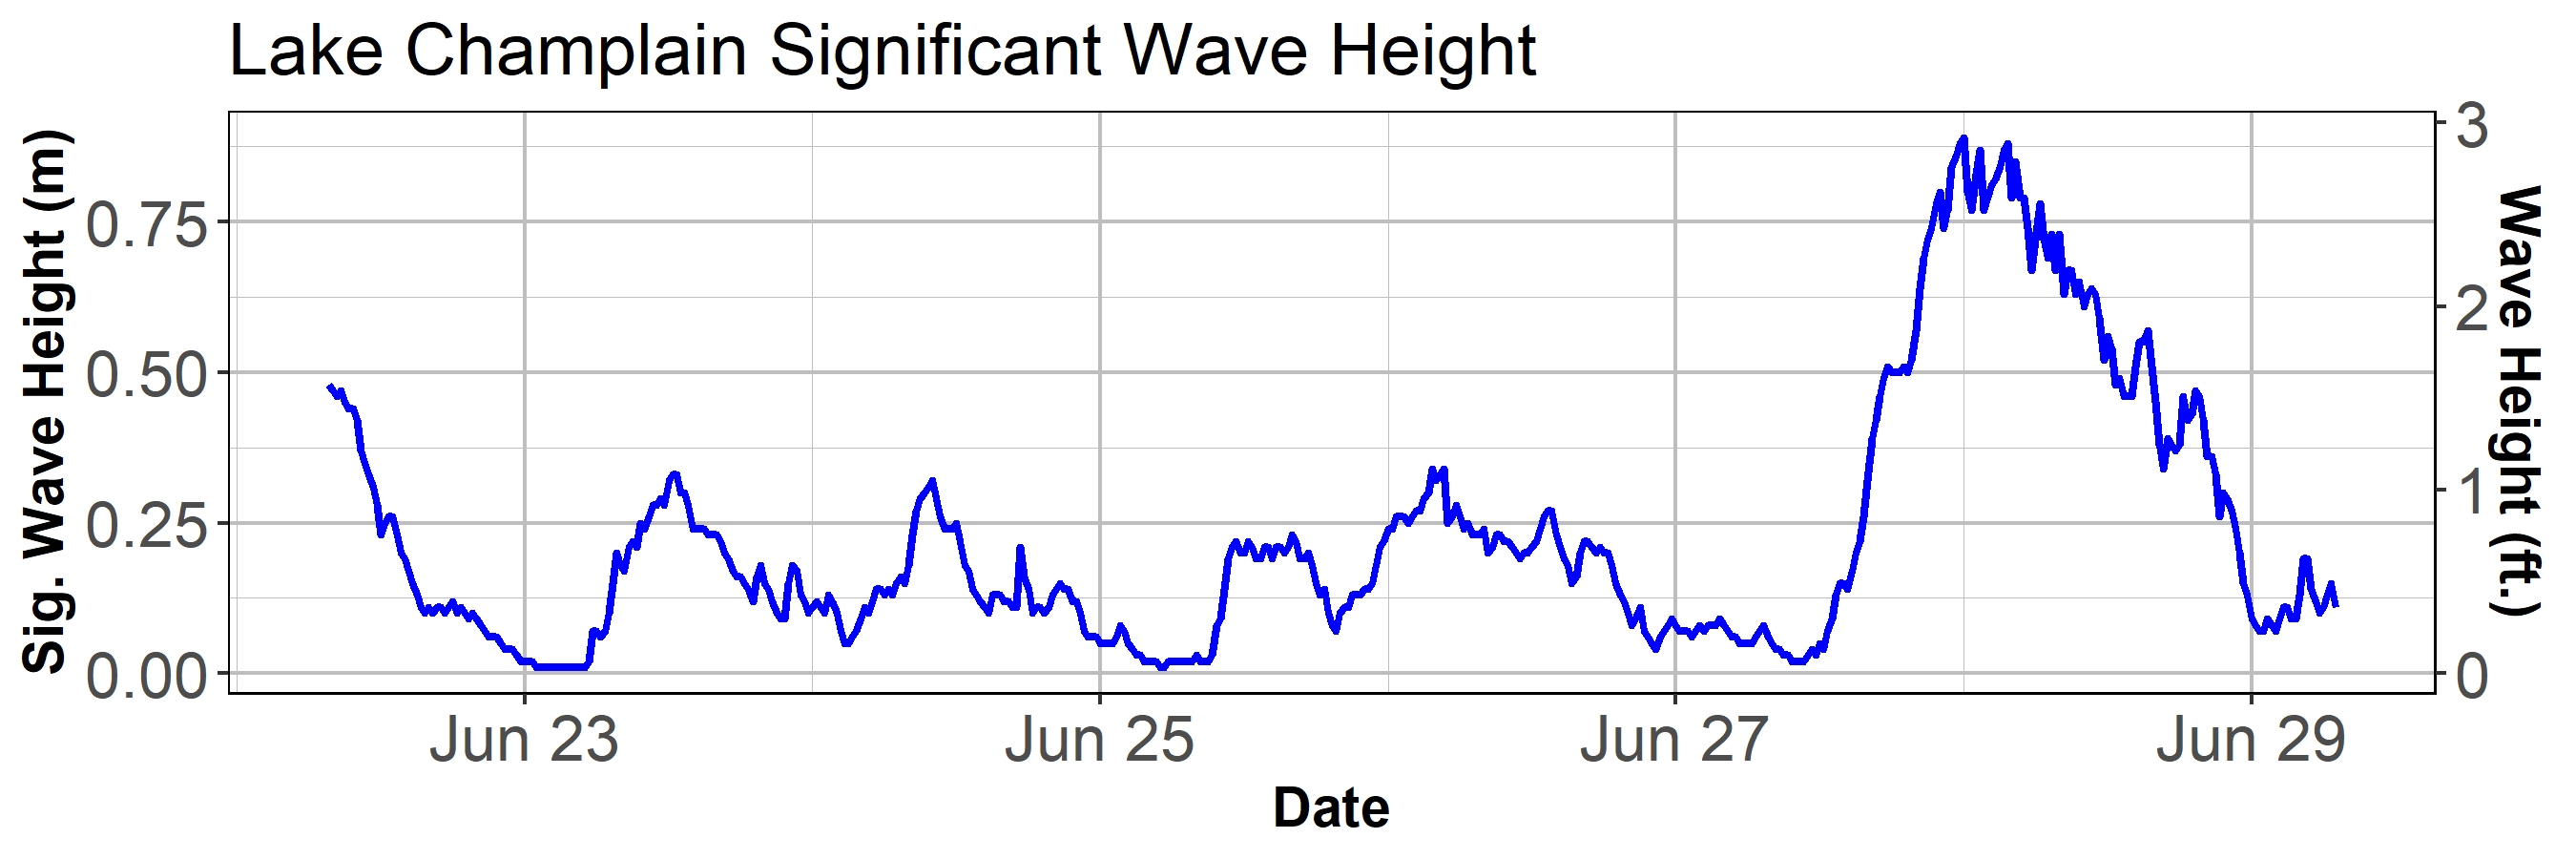 Lake Champlain Significant Wave Height
Sig. Wave Height (m)
0.75
0.50
0.25
0.00
3
2
1
0
Wave Height (ft.)
Jun 23 Jun 25 Jun 27 Jun 29
Date